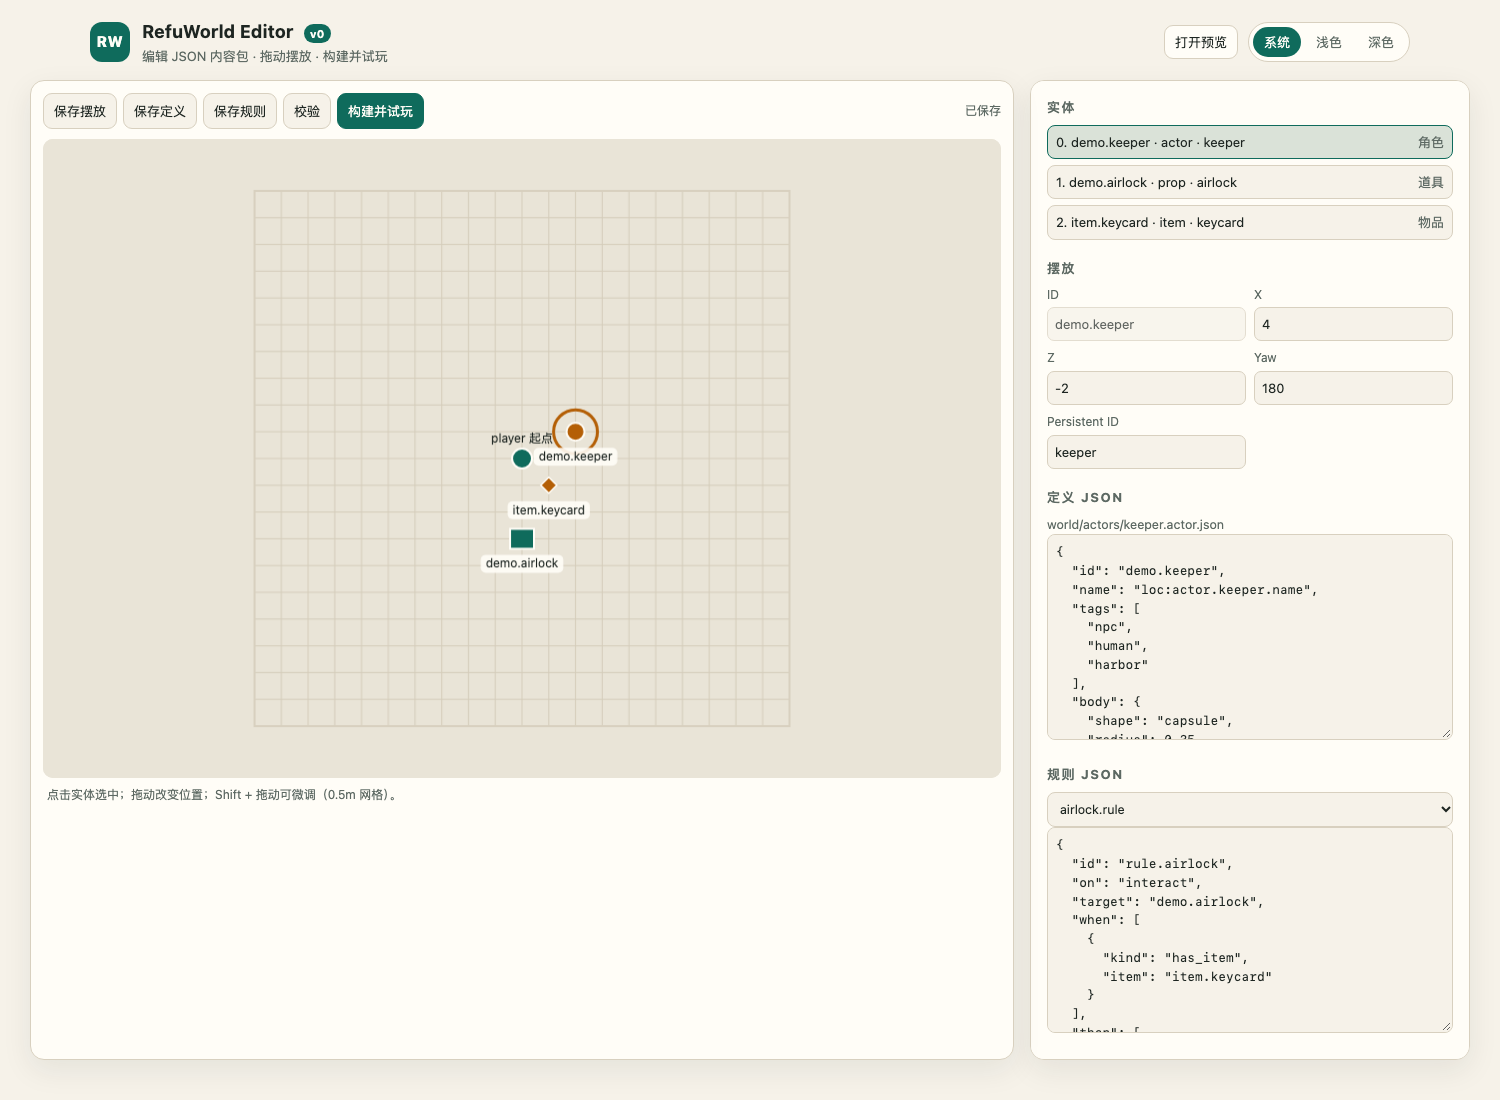 RW
RefuWorld Editor v0
编辑 JSON 内容包 · 拖动摆放 · 构建并试玩
打开预览
系统 浅色 深色
保存摆放 保存定义 保存规则 校验 构建并试玩
已保存
player 起点
demo.keeper
item.keycard
demo.airlock
点击实体选中；拖动改变位置；Shift + 拖动可微调（0.5m 网格）。
实体
0. demo.keeper · actor · keeper 角色
1. demo.airlock · prop · airlock 道具
2. item.keycard · item · keycard 物品
摆放
ID X
demo.keeper 4
Z Yaw
-2 180
Persistent ID
keeper
定义 JSON
world/actors/keeper.actor.json
{
"id": "demo.keeper",
"name": "loc:actor.keeper.name",
"tags": [
"npc",
"human",
"harbor"
],
"body": {
"shape": "capsule",
"radius": 0.35
规则 JSON
airlock.rule
{
"id": "rule.airlock",
"on": "interact",
"target": "demo.airlock",
"when": [
{
"kind": "has_item",
"item": "item.keycard"
}
],
"then": [